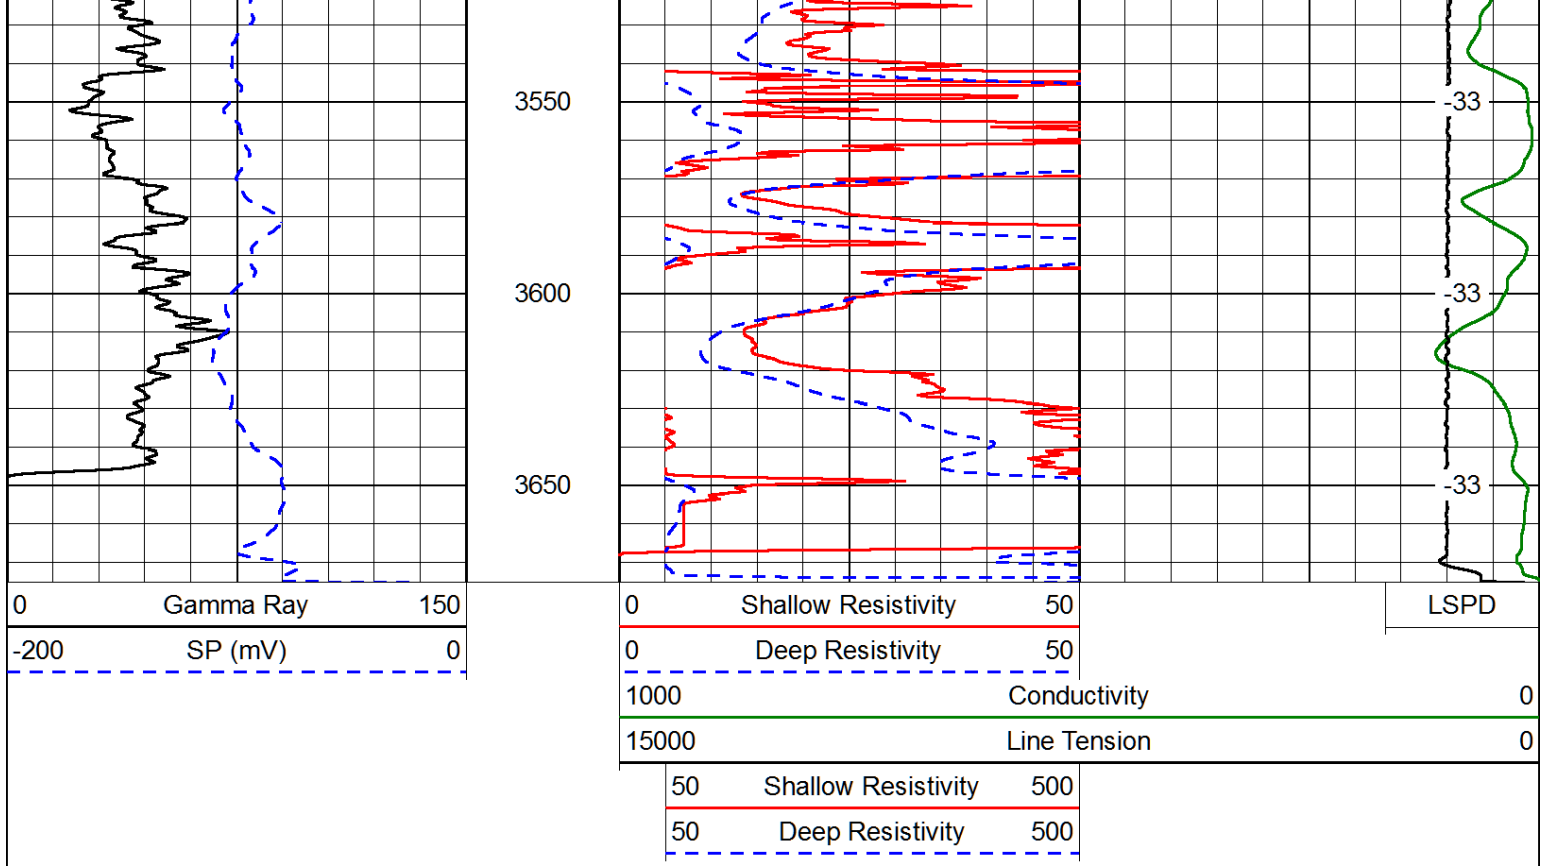 3550 -33
3600 -33
3650 -33
0 Gamma Ray 150
-200 SP (mV) 0
0 Shallow Resistivity 50
0 Deep Resistivity 50
LSPD
1000 Conductivity 0
15000 Line Tension 0
50 Shallow Resistivity 500
50 Deep Resistivity 500